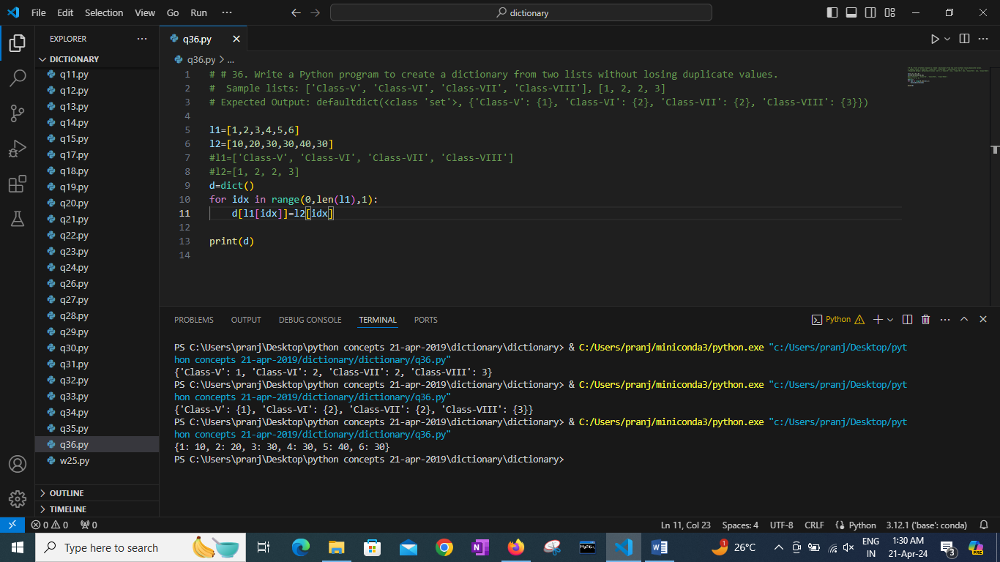 File Edit Selection View Go Run ···
dictionary
EXPLORER ···
DICTIONARY
q11.py
q12.py
q13.py
q14.py
q15.py
q17.py
q18.py
q19.py
q20.py
q21.py
q22.py
q23.py
q24.py
q26.py
q27.py
q28.py
q29.py
q30.py
q31.py
q32.py
q33.py
q34.py
q35.py
q36.py
w25.py
OUTLINE
TIMELINE
q36.py
q36.py > ...
1 # # 36. Write a Python program to create a dictionary from two lists without losing duplicate values.
2 #  Sample lists: ['Class-V', 'Class-VI', 'Class-VII', 'Class-VIII'], [1, 2, 2, 3]
3 # Expected Output: defaultdict(<class 'set'>, {'Class-V': {1}, 'Class-VI': {2}, 'Class-VII': {2}, 'Class-VIII': {3}})
4
5 l1=[1,2,3,4,5,6]
6 l2=[10,20,30,30,40,30]
7 #l1=['Class-V', 'Class-VI', 'Class-VII', 'Class-VIII']
8 #l2=[1, 2, 2, 3]
9 d=dict()
10 for idx in range(0,len(l1),1):
11     d[l1[idx]]=l2[idx]
12
13 print(d)
14
PROBLEMS OUTPUT DEBUG CONSOLE TERMINAL PORTS
Python
PS C:\Users\pranj\Desktop\python concepts 21-apr-2019\dictionary\dictionary> & C:/Users/pranj/miniconda3/python.exe "c:/Users/pranj/Desktop/pyt
hon concepts 21-apr-2019/dictionary/dictionary/q36.py"
{'Class-V': 1, 'Class-VI': 2, 'Class-VII': 2, 'Class-VIII': 3}
PS C:\Users\pranj\Desktop\python concepts 21-apr-2019\dictionary\dictionary> & C:/Users/pranj/miniconda3/python.exe "c:/Users/pranj/Desktop/pyt
hon concepts 21-apr-2019/dictionary/dictionary/q36.py"
{'Class-V': {1}, 'Class-VI': {2}, 'Class-VII': {2}, 'Class-VIII': {3}}
PS C:\Users\pranj\Desktop\python concepts 21-apr-2019\dictionary\dictionary> & C:/Users/pranj/miniconda3/python.exe "c:/Users/pranj/Desktop/pyt
hon concepts 21-apr-2019/dictionary/dictionary/q36.py"
{1: 10, 2: 20, 3: 30, 4: 30, 5: 40, 6: 30}
PS C:\Users\pranj\Desktop\python concepts 21-apr-2019\dictionary\dictionary>
0 0 0 Ln 11, Col 23 Spaces: 4 UTF-8 CRLF Python 3.12.1 ('base': conda)
Type here to search
N
MySQL
W
1
26°C
ENG
IN
1:30 AM
21-Apr-24
3
PRE